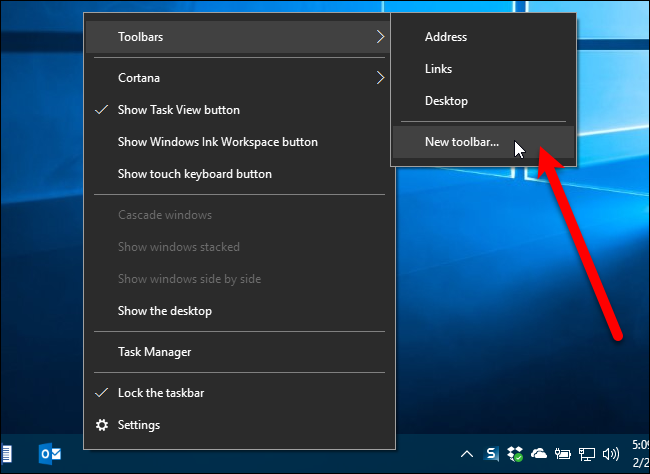 Toolbars
Cortana
Show Task View button
Show Windows Ink Workspace button
Show touch keyboard button
Cascade windows
Show windows stacked
Show windows side by side
Show the desktop
Task Manager
Lock the taskbar
Settings
Address
Links
Desktop
New toolbar...
5:09
2/2